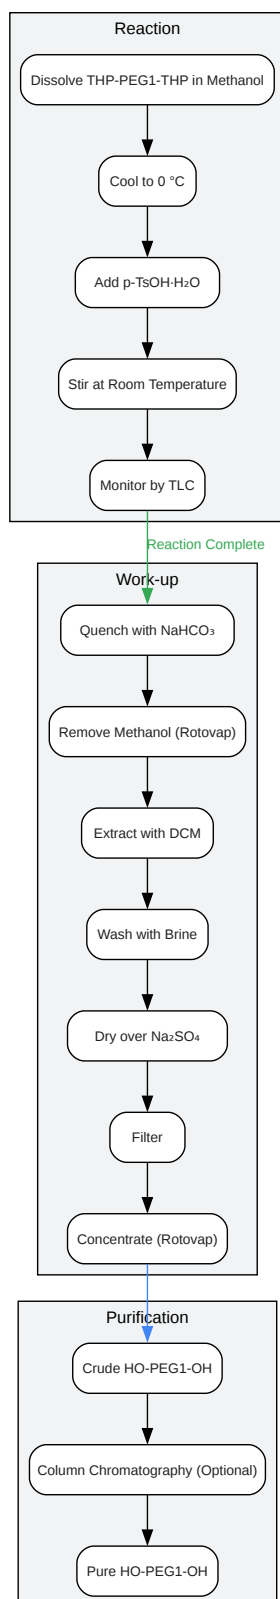 Reaction
Dissolve THP-PEG1-THP in Methanol
Cool to 0 °C
Add p-TsOH·H₂O
Stir at Room Temperature
Monitor by TLC
Reaction Complete
Work-up
Quench with NaHCO₃
Remove Methanol (Rotovap)
Extract with DCM
Wash with Brine
Dry over Na₂SO₄
Filter
Concentrate (Rotovap)
Purification
Crude HO-PEG1-OH
Column Chromatography (Optional)
Pure HO-PEG1-OH